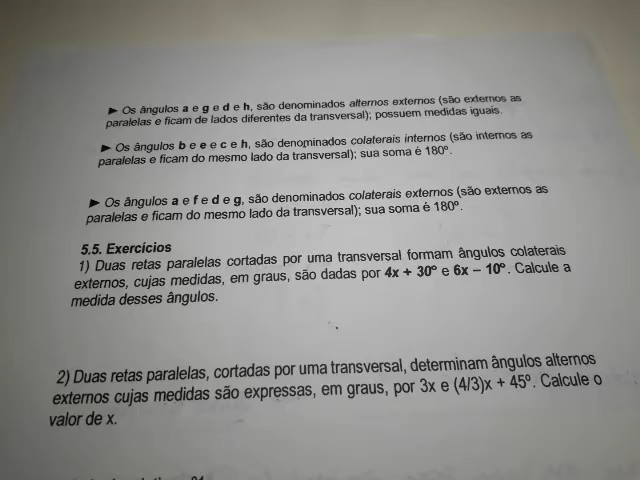 ► Os ângulos a e g e d e h, são denominados alternos externos (são externos as
paralelas e ficam de lados diferentes da transversal); possuem medidas iguais.
► Os ângulos b e e e c e h, são denominados colaterais internos (são internos as
paralelas e ficam do mesmo lado da transversal); sua soma é 180º.
► Os ângulos a e f e d e g, são denominados colaterais externos (são externos as
paralelas e ficam do mesmo lado da transversal); sua soma é 180º.
5.5. Exercícios
1) Duas retas paralelas cortadas por uma transversal formam ângulos colaterais
externos, cujas medidas, em graus, são dadas por 4x + 30º e 6x – 10º. Calcule a
medida desses ângulos.
2) Duas retas paralelas, cortadas por uma transversal, determinam ângulos alternos
externos cujas medidas são expressas, em graus, por 3x e (4/3)x + 45º. Calcule o
valor de x.